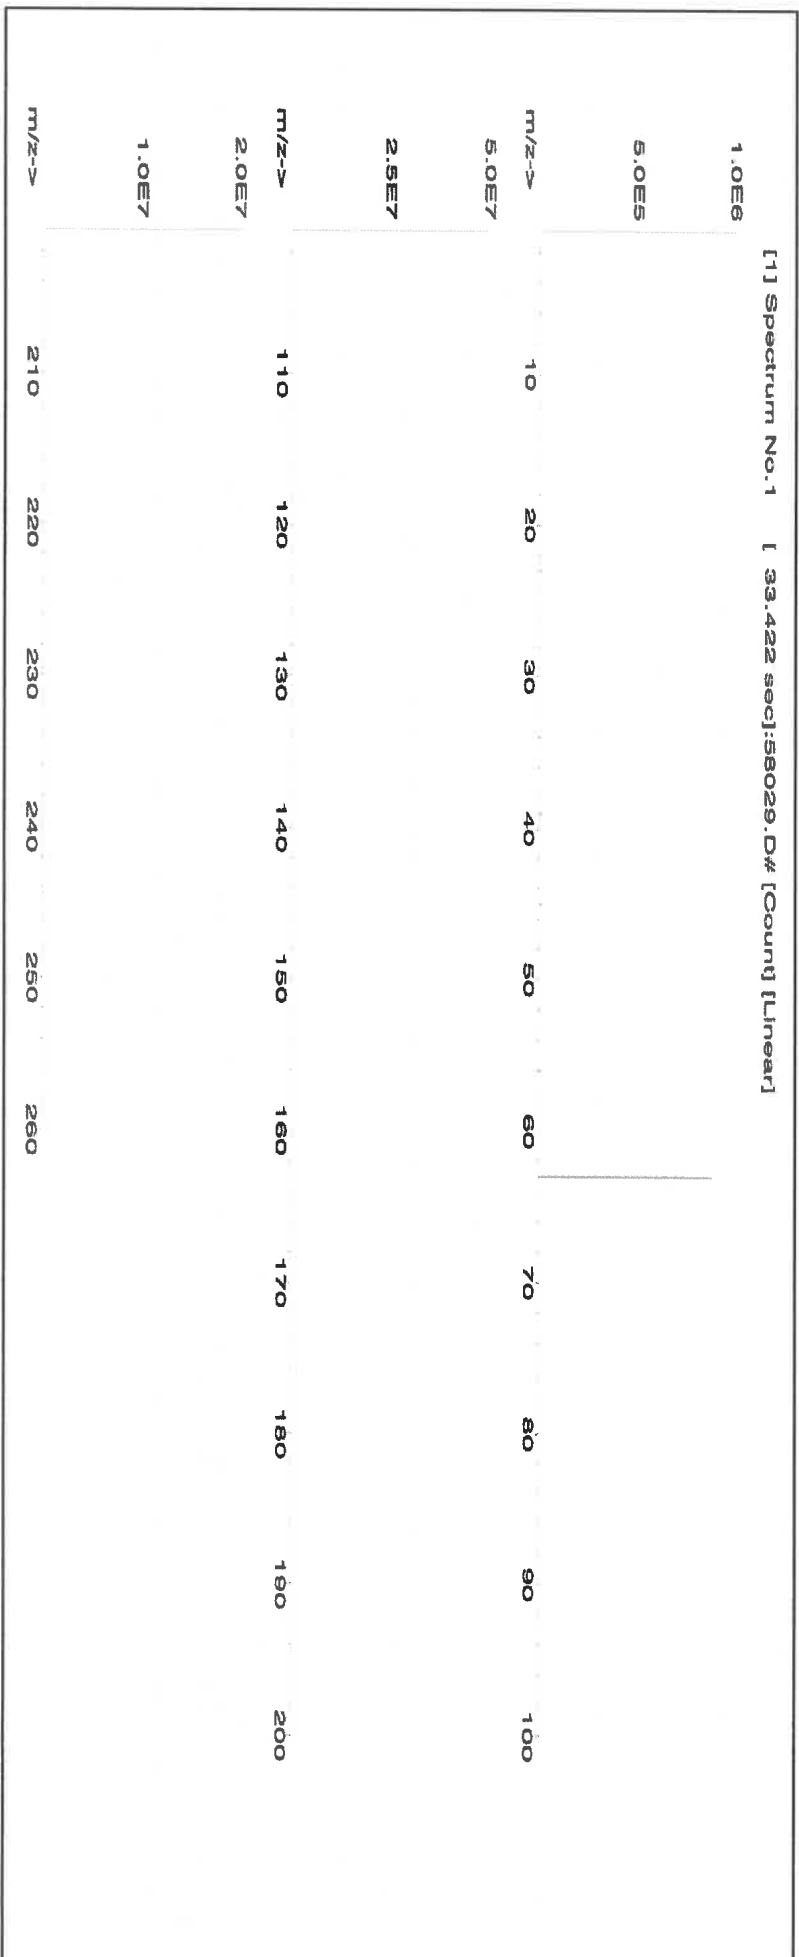 [1] Spectrum No.1 [ 33.422 sec]:58029.D# [Count] [Linear]
1.0E6
5.0E5
m/z-> 10 20 30 40 50 60 70 80 90 100
5.0E7
2.5E7
m/z-> 110 120 130 140 150 160 170 180 190 200
2.0E7
1.0E7
m/z-> 210 220 230 240 250 260